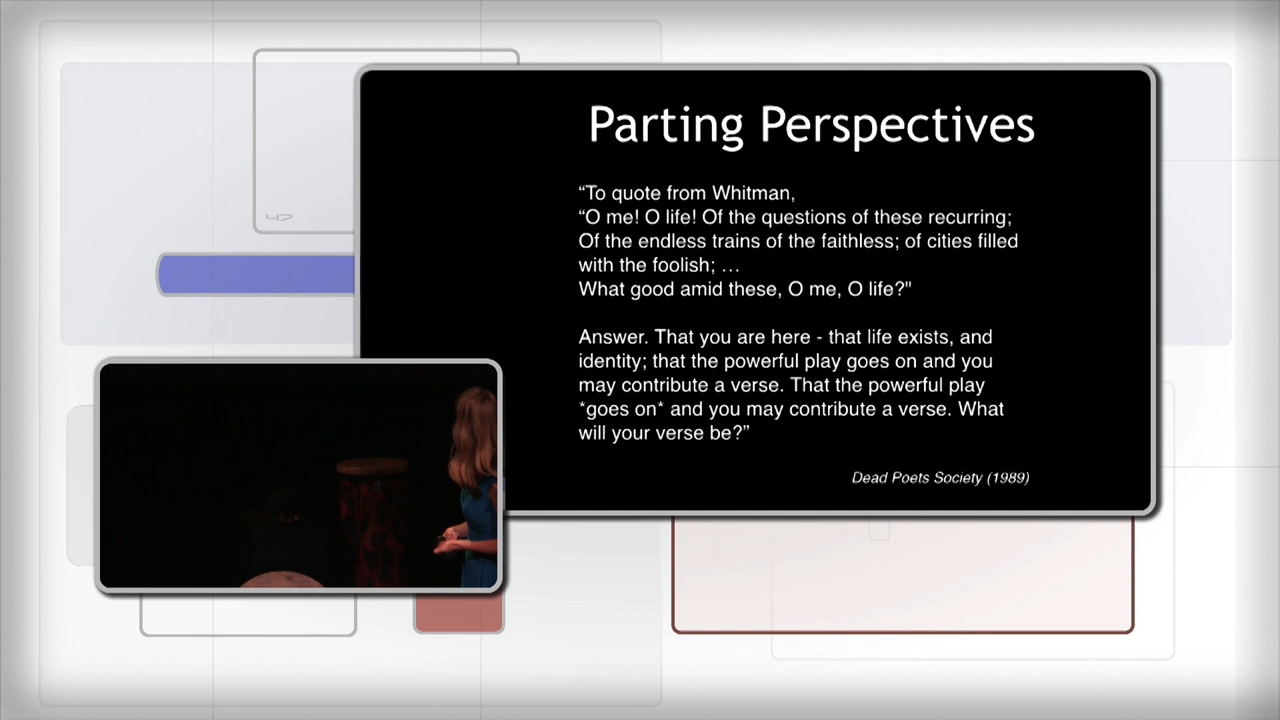 Parting Perspectives
“To quote from Whitman,
“O me! O life! Of the questions of these recurring;
Of the endless trains of the faithless; of cities filled
with the foolish; …
What good amid these, O me, O life?"
Answer. That you are here - that life exists, and
identity; that the powerful play goes on and you
may contribute a verse. That the powerful play
*goes on* and you may contribute a verse. What
will your verse be?”
Dead Poets Society (1989)
47